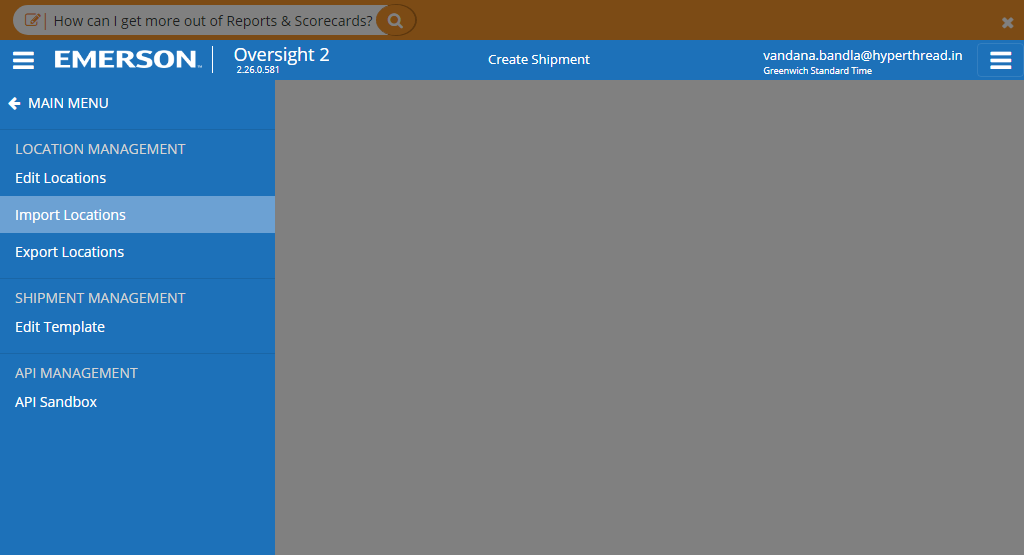 How can I get more out of Reports & Scorecards?
EMERSON™ Oversight 2
2.26.0.581
Create Shipment
vandana.bandla@hyperthread.in
Greenwich Standard Time
MAIN MENU
LOCATION MANAGEMENT
Edit Locations
Import Locations
Export Locations
SHIPMENT MANAGEMENT
Edit Template
API MANAGEMENT
API Sandbox